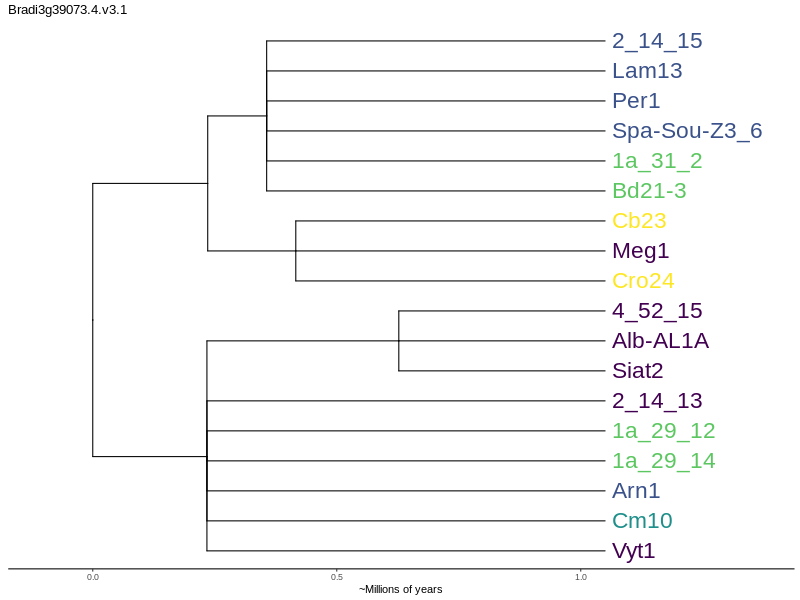 Bradi3g39073.4.v3.1
2_14_15
Lam13
Per1
Spa-Sou-Z3_6
1a_31_2
Bd21-3
Cb23
Meg1
Cro24
4_52_15
Alb-AL1A
Siat2
2_14_13
1a_29_12
1a_29_14
Arn1
Cm10
Vyt1
0.0 0.5 1.0
~Millions of years